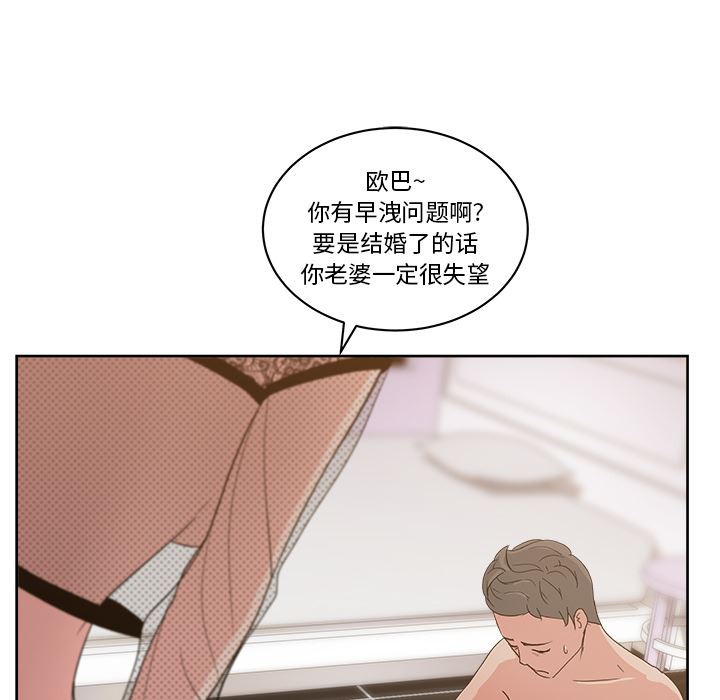 欧巴~
你有早洩问题啊?
要是结婚了的话
你老婆一定很失望